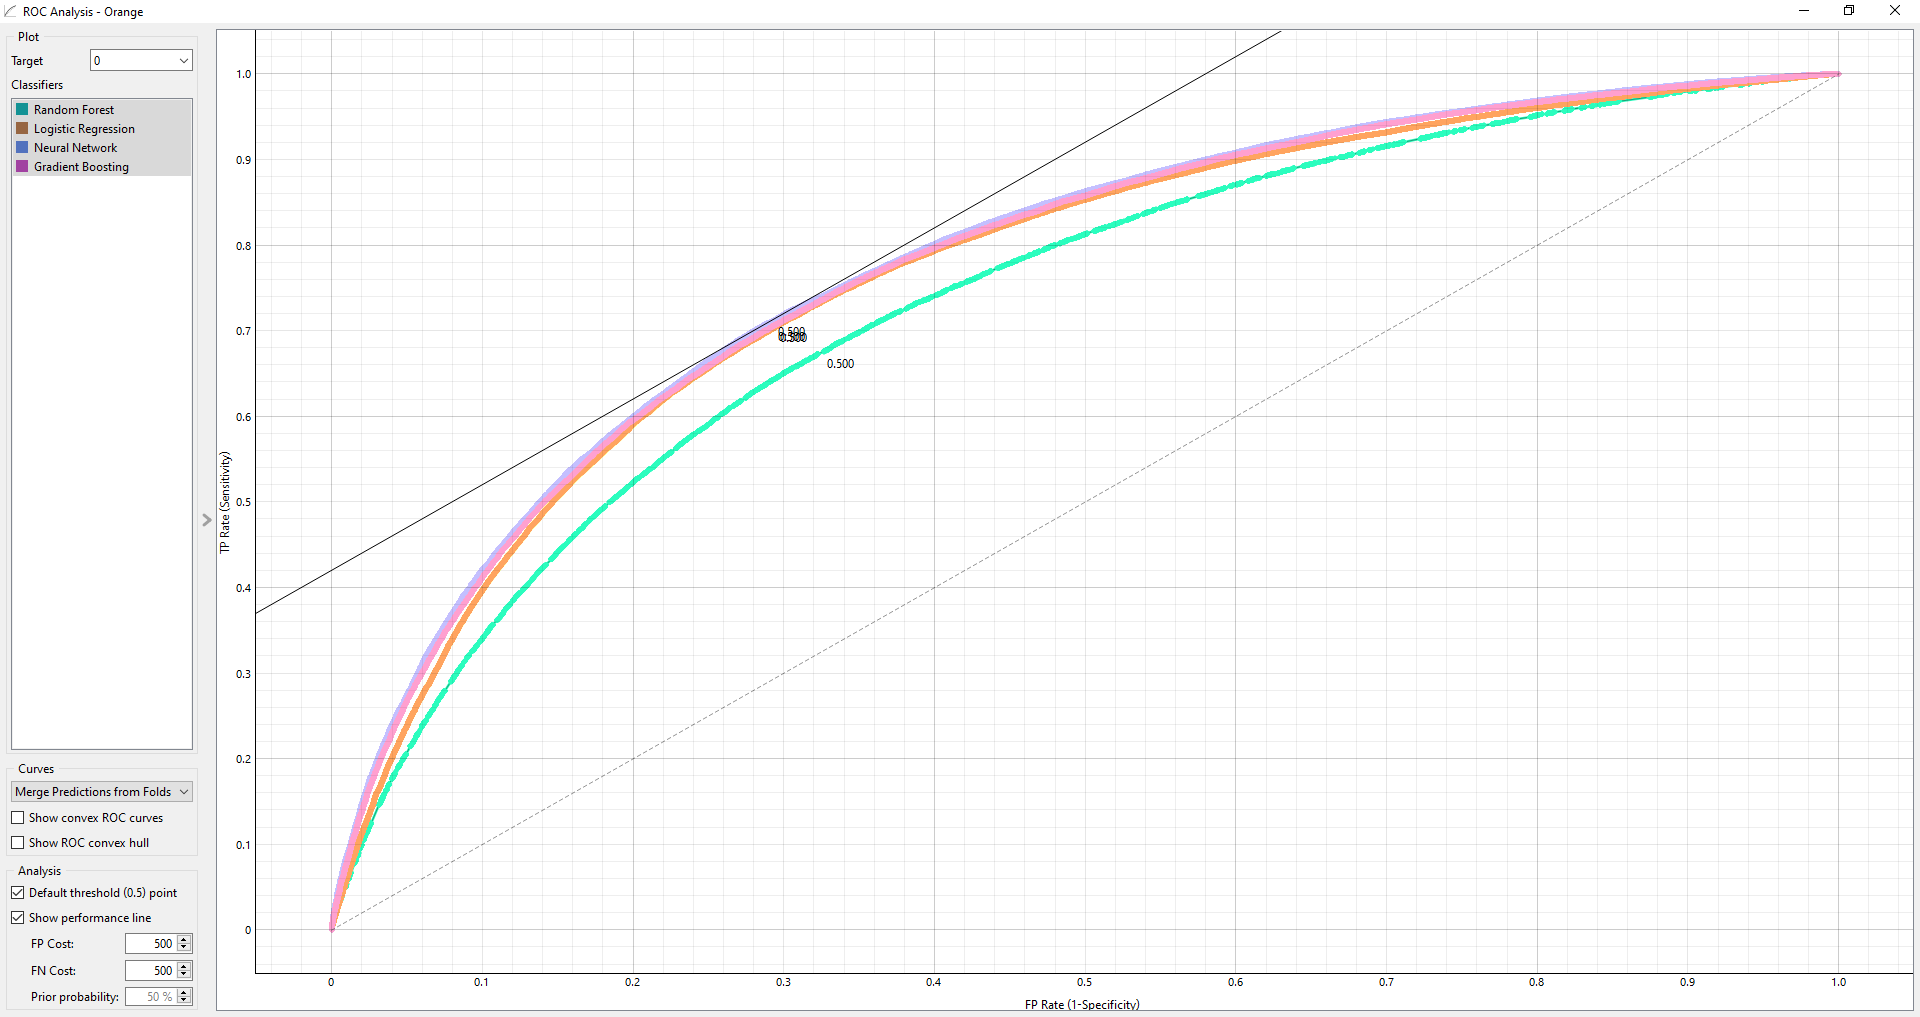 ROC Analysis - Orange
Plot
Target
0
Classifiers
Random Forest
Logistic Regression
Neural Network
Gradient Boosting
Curves
Merge Predictions from Folds
Show convex ROC curves
Show ROC convex hull
Analysis
Default threshold (0.5) point
Show performance line
FP Cost:
500
FN Cost:
500
Prior probability:
50 %
TP Rate (Sensitivity)
1.0
0.9
0.8
0.7
0.6
0.5
0.4
0.3
0.2
0.1
0
0.500
0.500
0.500
0 0.1 0.2 0.3 0.4 0.5 0.6 0.7 0.8 0.9 1.0
FP Rate (1-Specificity)